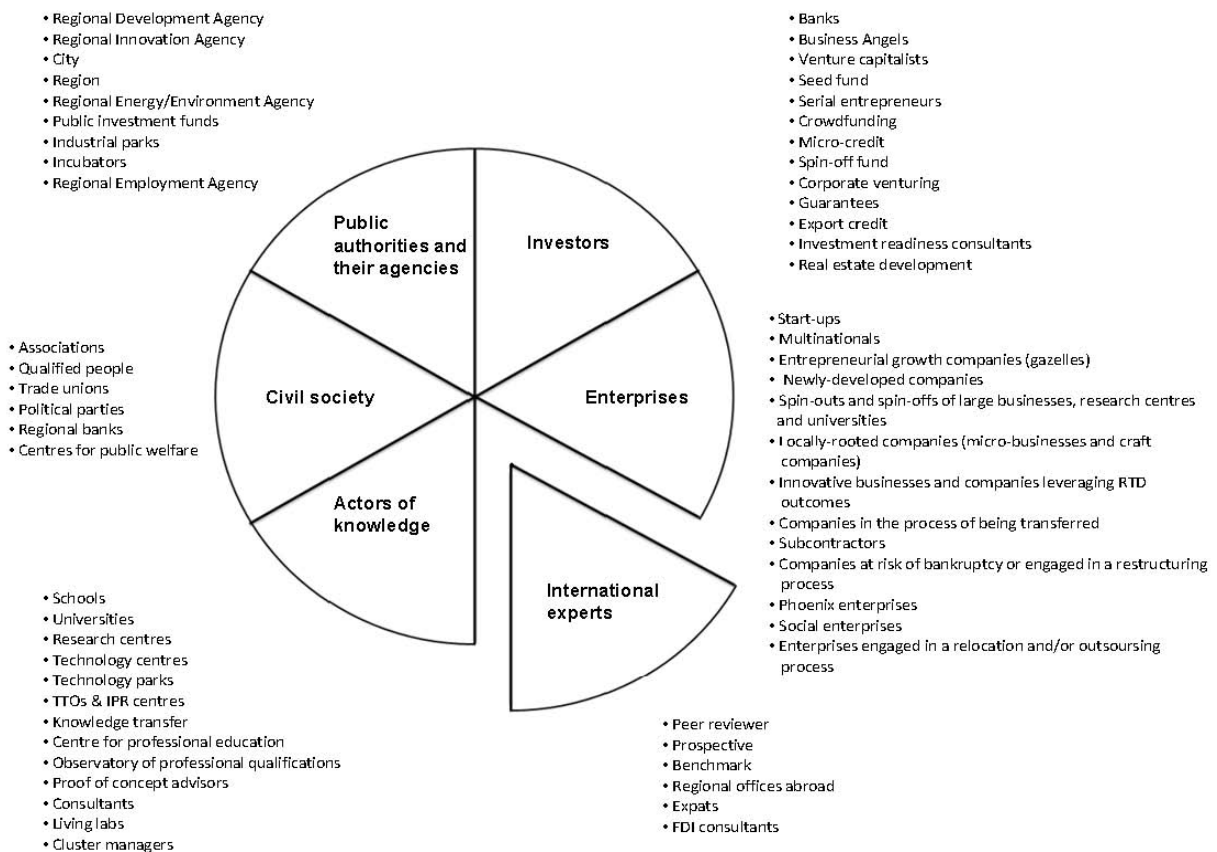 • Regional Development Agency
• Regional Innovation Agency
• City
• Region
• Regional Energy/Environment Agency
• Public investment funds
• Industrial parks
• Incubators
• Regional Employment Agency
• Banks
• Business Angels
• Venture capitalists
• Seed fund
• Serial entrepreneurs
• Crowdfunding
• Micro-credit
• Spin-off fund
• Corporate venturing
• Guarantees
• Export credit
• Investment readiness consultants
• Real estate development
Public
authorities and
their agencies
Investors
Civil society
Enterprises
Actors of
knowledge
International
experts
• Associations
• Qualified people
• Trade unions
• Political parties
• Regional banks
• Centres for public welfare
• Start-ups
• Multinationals
• Entrepreneurial growth companies (gazelles)
• Newly-developed companies
• Spin-outs and spin-offs of large businesses, research centres
and universities
• Locally-rooted companies (micro-businesses and craft
companies)
• Innovative businesses and companies leveraging RTD
outcomes
• Companies in the process of being transferred
• Subcontractors
• Companies at risk of bankruptcy or engaged in a restructuring
process
• Phoenix enterprises
• Social enterprises
• Enterprises engaged in a relocation and/or outsoursing
process
• Schools
• Universities
• Research centres
• Technology centres
• Technology parks
• TTOs & IPR centres
• Knowledge transfer
• Centre for professional education
• Observatory of professional qualifications
• Proof of concept advisors
• Consultants
• Living labs
• Cluster managers
• Peer reviewer
• Prospective
• Benchmark
• Regional offices abroad
• Expats
• FDI consultants